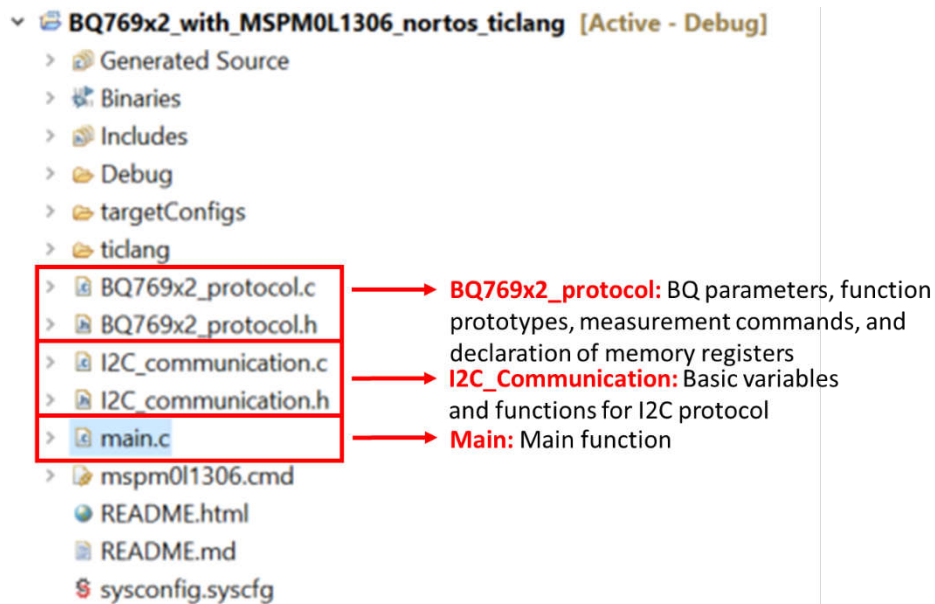 BQ769x2_with_MSPM0L1306_nortos_ticlang [Active - Debug]
Generated Source
Binaries
Includes
Debug
targetConfigs
ticlang
BQ769x2_protocol.c
BQ769x2_protocol.h
I2C_communication.c
I2C_communication.h
main.c
mspm0l1306.cmd
README.html
README.md
sysconfig.syscfg
BQ769x2_protocol: BQ parameters, function
prototypes, measurement commands, and
declaration of memory registers
I2C_Communication: Basic variables
and functions for I2C protocol
Main: Main function